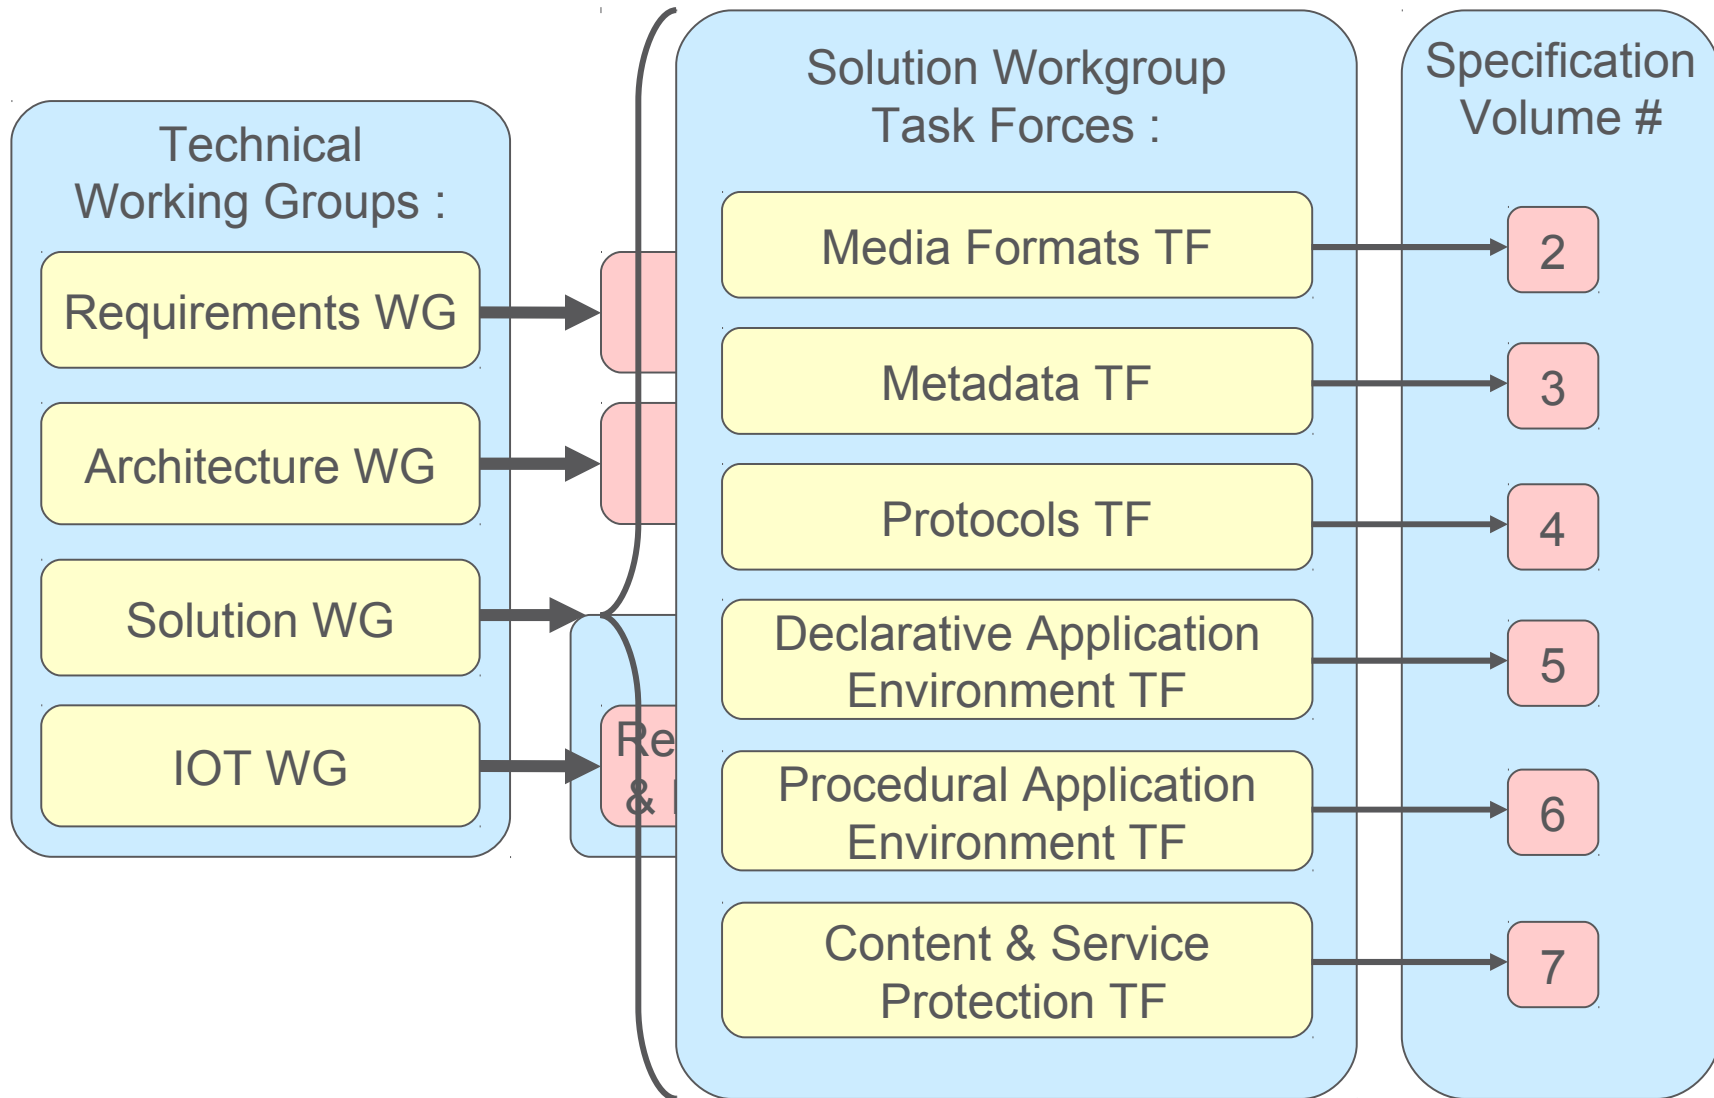 Technical
Working Groups :
Requirements WG
Architecture WG
Solution WG
IOT WG
Re
&
Solution Workgroup
Task Forces :
Media Formats TF
Metadata TF
Protocols TF
Declarative Application
Environment TF
Procedural Application
Environment TF
Content & Service
Protection TF
Specification
Volume #
2
3
4
5
6
7